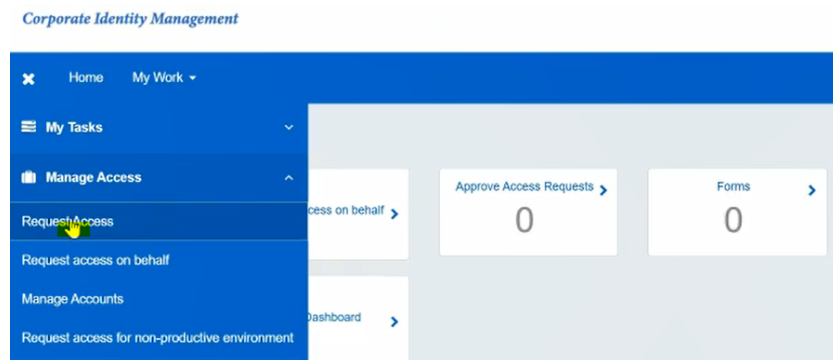 Corporate Identity Management
Home My Work
My Tasks
Manage Access
Request Access
Request access on behalf
Manage Accounts
Request access for non-productive environment
cess on behalf
Approve Access Requests
0
Forms
0
Dashboard